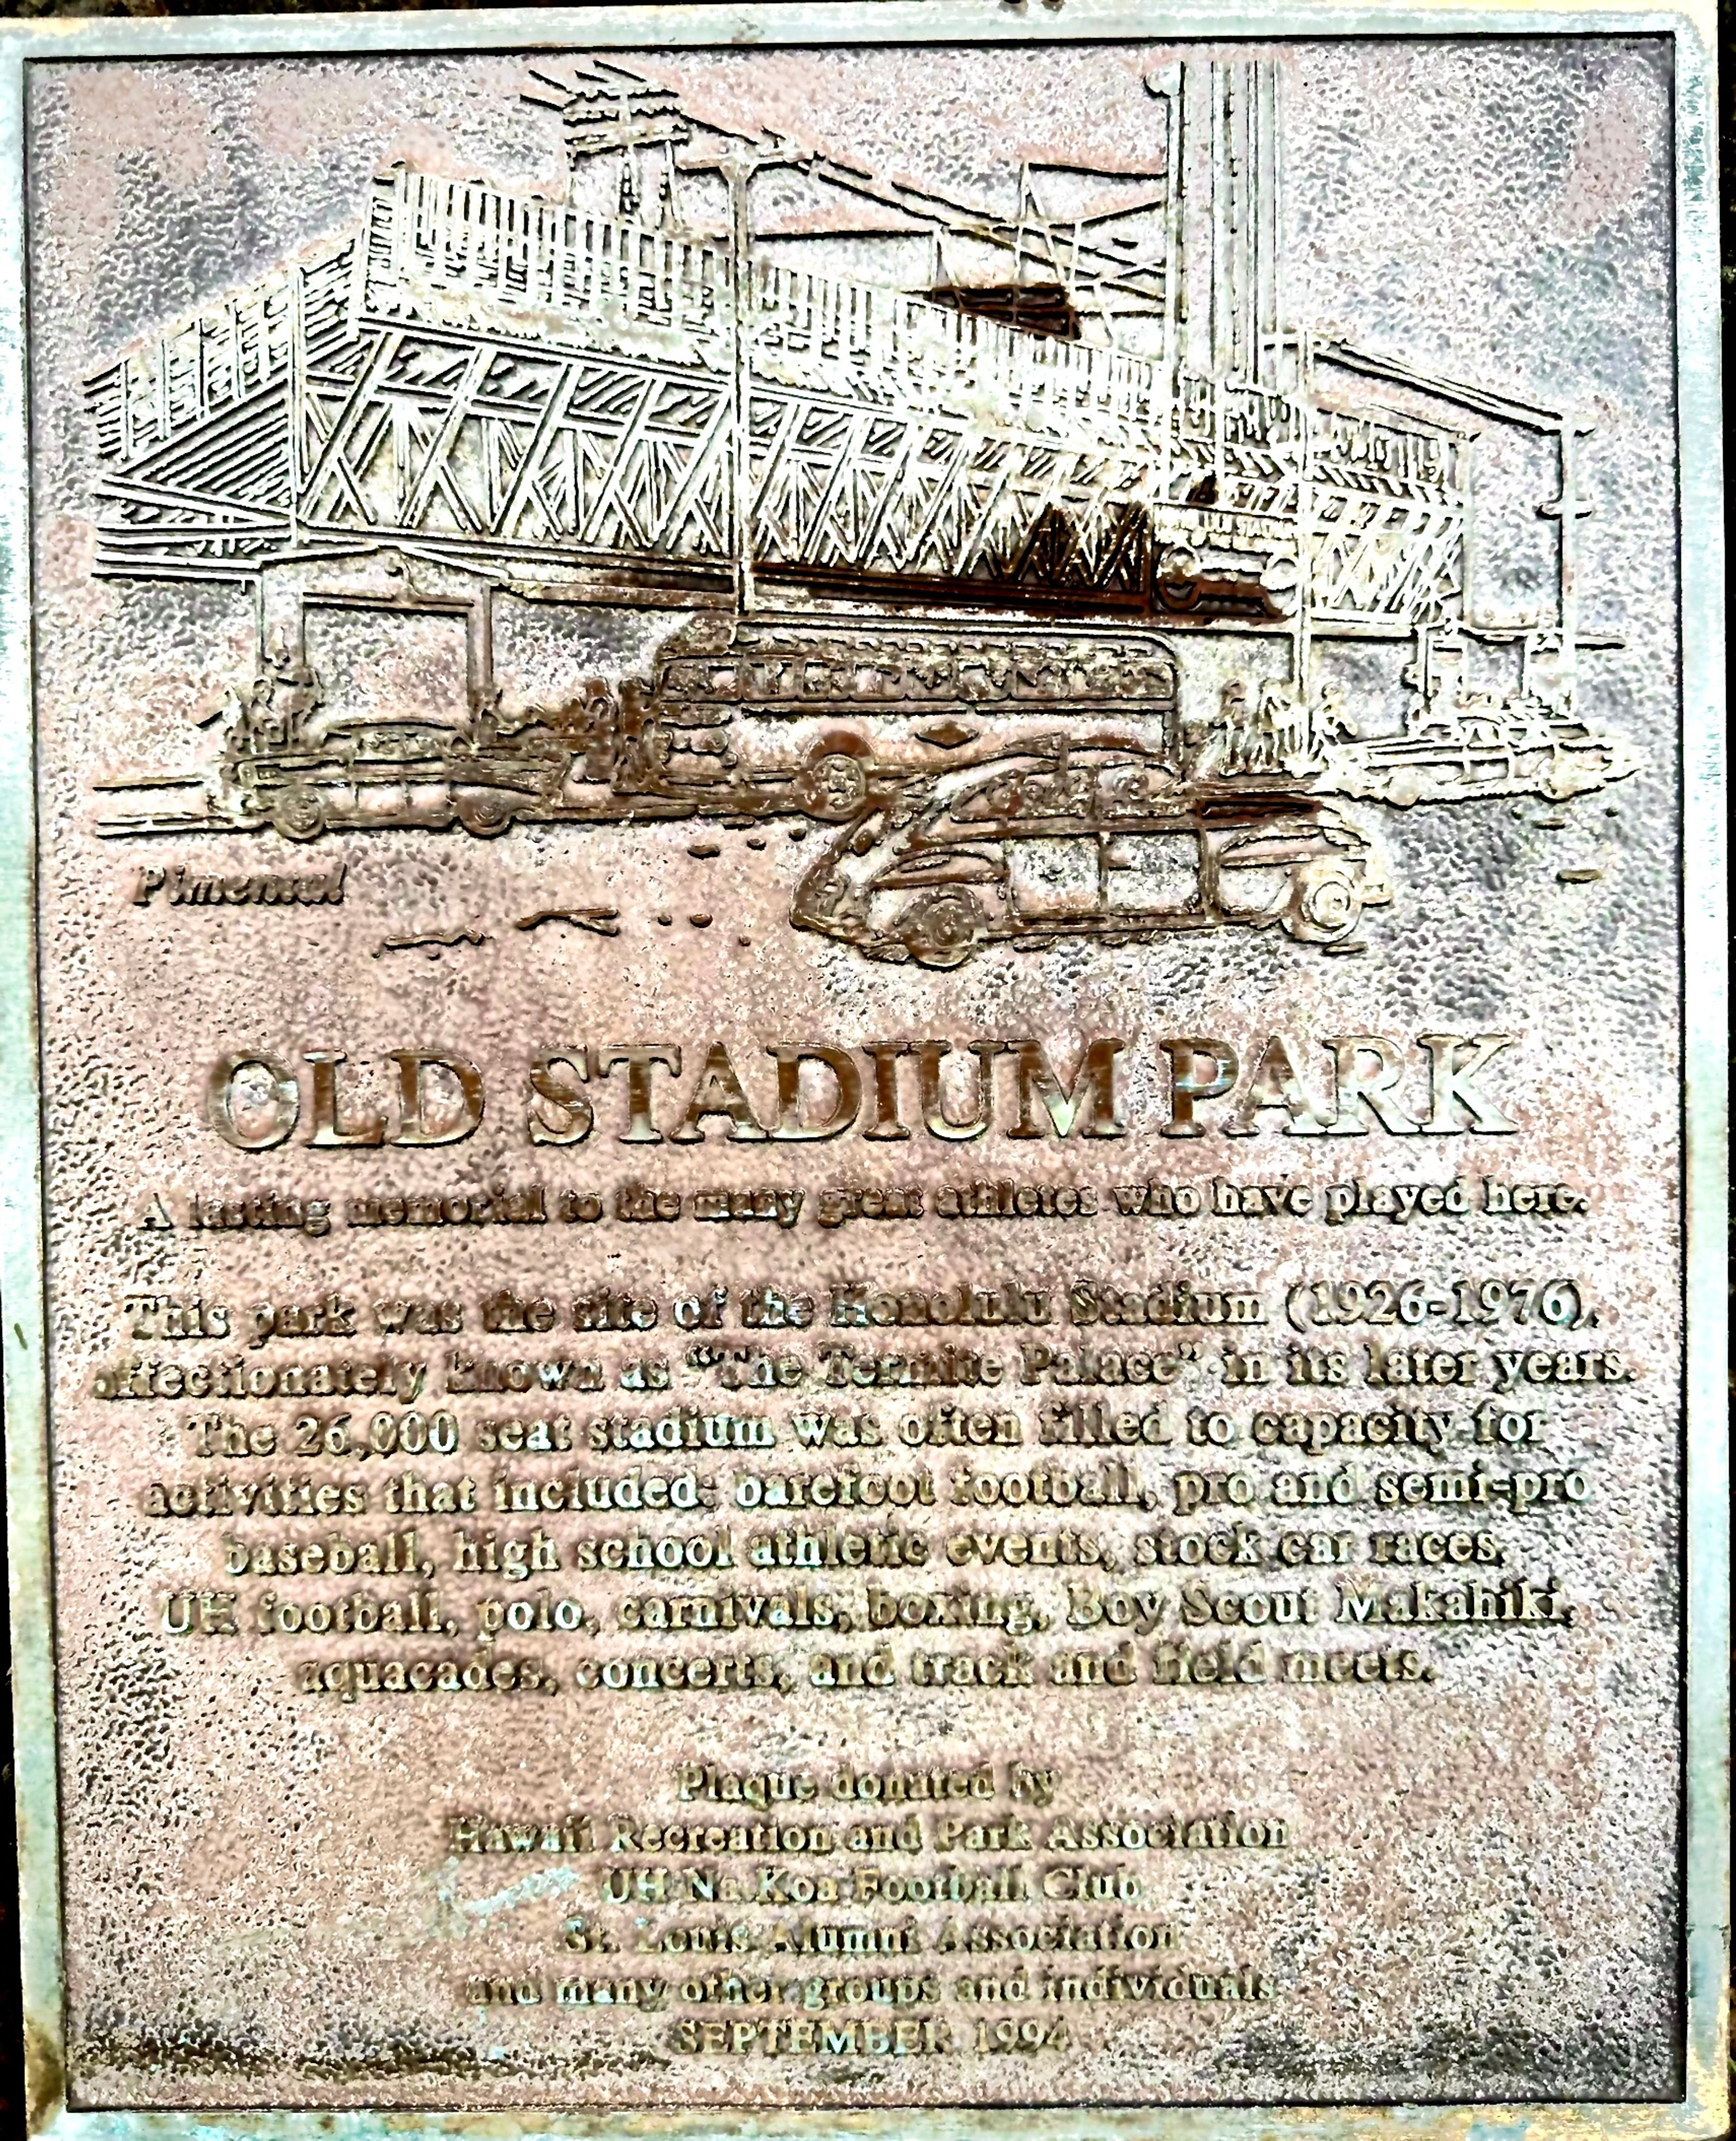 Pimental
OLD STADIUM PARK
A lasting memorial to the many great athletes who have played here.
This park was the site of the Honolulu Stadium (1926-1976),
affectionately known as "The Termite Palace" in its later years.
The 26,000 seat stadium was often filled to capacity for
activities that included: barefoot football, pro and semi-pro
baseball, high school athletic events, stock car races,
UH football, polo, carnivals, boxing, Boy Scout Makahiki,
aquacades, concerts, and track and field meets.
Plaque donated by
Hawaii Recreation and Park Association
UH Na Koa Football Club
St. Louis Alumni Association
and many other groups and individuals
SEPTEMBER 1994